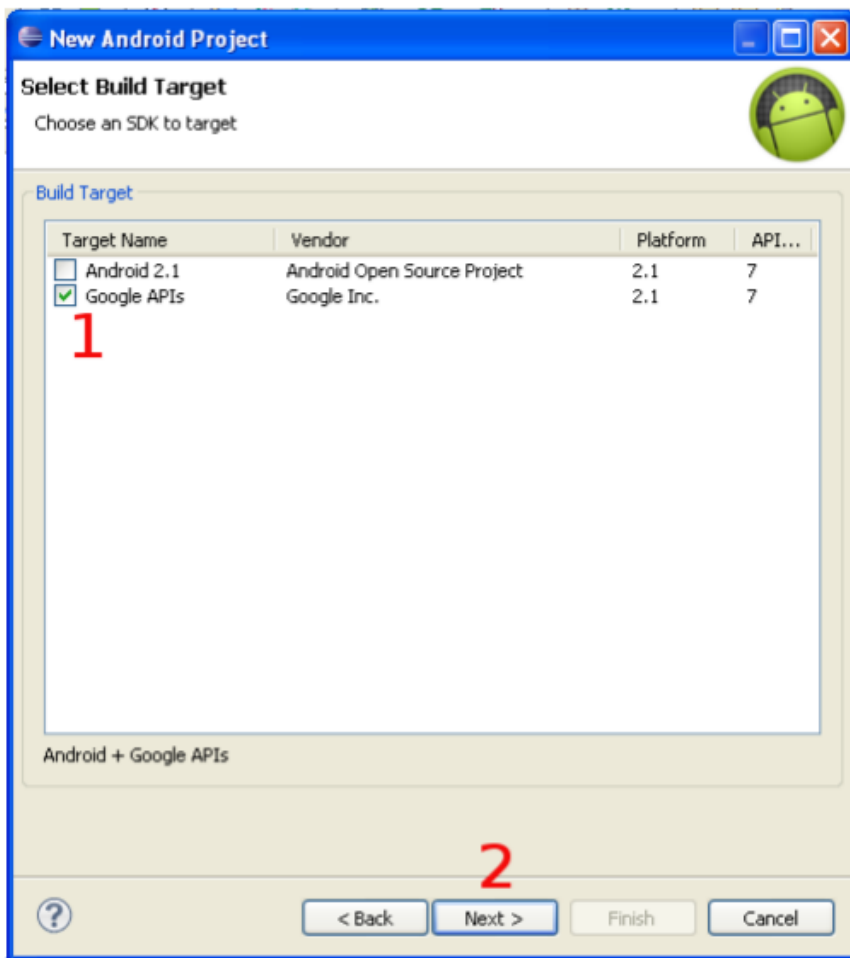 New Android Project
Select Build Target
Choose an SDK to target
Build Target
Target Name Vendor Platform API...
Android 2.1 Android Open Source Project 2.1 7
Google APIs Google Inc. 2.1 7
1
Android + Google APIs
2
? < Back Next > Finish Cancel